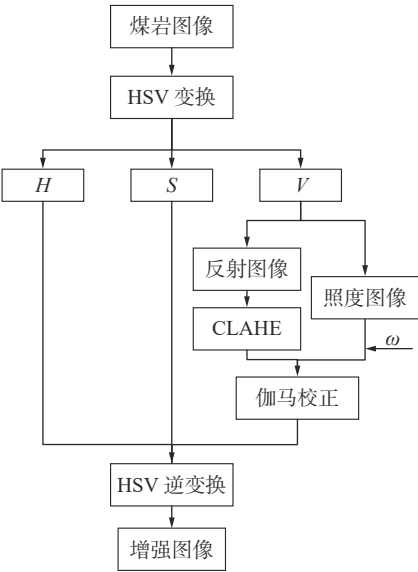 煤岩图像
HSV 变换
H
S
V
反射图像
照度图像
CLAHE
ω
伽马校正
HSV 逆变换
增强图像